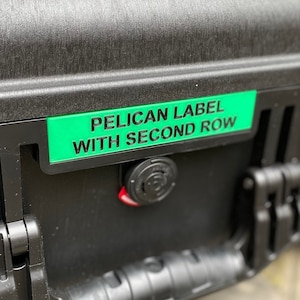 PELICAN LABEL
WITH SECOND ROW